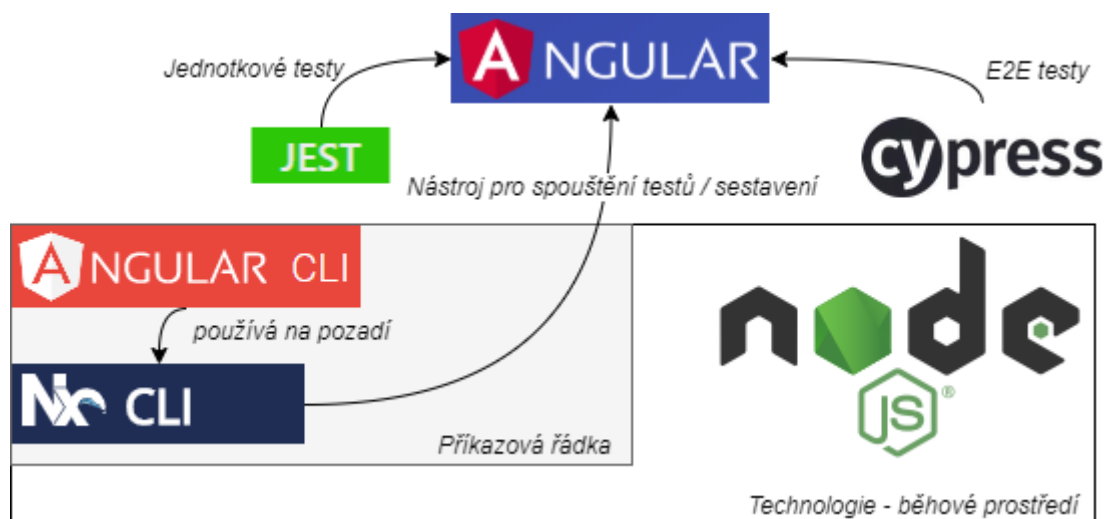 ANGULAR
Jednotkové testy
E2E testy
JEST
cypress
Nástroj pro spouštění testů / sestavení
ANGULAR CLI
používá na pozadí
Nx CLI
Příkazová řádka
node
JS®
Technologie - běhové prostředí